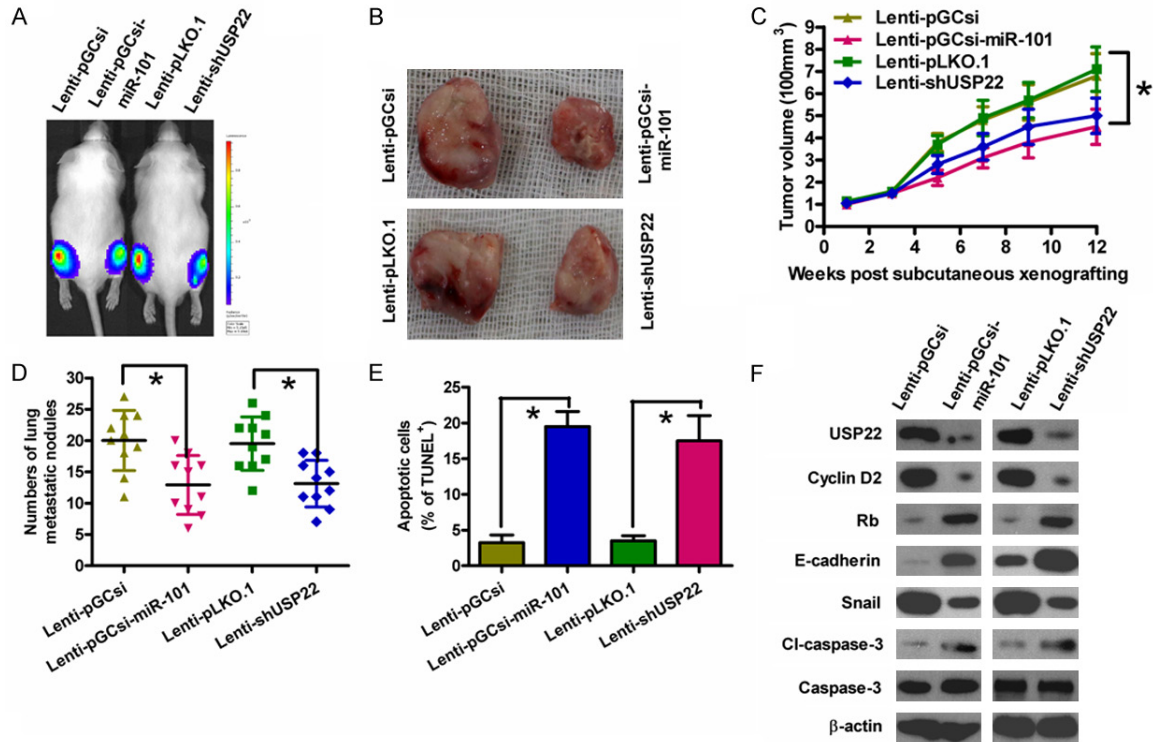 A
Lenti-pGCsi
Lenti-pGCsi-
miR-101
Lenti-pLKO.1
Lenti-shUSP22
B
Lenti-pGCsi
Lenti-pGCsi-
miR-101
Lenti-pLKO.1
Lenti-shUSP22
C
Lenti-pGCsi
Lenti-pGCsi-miR-101
Lenti-pLKO.1
Lenti-shUSP22
*
Tumor volume (100mm³)
9
8
7
6
5
4
3
2
1
0
0 2 4 6 8 10 12
Weeks post subcutaneous xenografting
D
Numbers of lung
metastatic nodules
30
25
20
15
10
5
0
* *
Lenti-pGCsi
Lenti-pGCsi-miR-101
Lenti-pLKO.1
Lenti-shUSP22
E
Apoptotic cells
(% of TUNEL⁺)
25
20
15
10
5
0
* *
Lenti-pGCsi
Lenti-pGCsi-miR-101
Lenti-pLKO.1
Lenti-shUSP22
F
Lenti-pGCsi
Lenti-pGCsi-
miR-101
Lenti-pLKO.1
Lenti-shUSP22
USP22
Cyclin D2
Rb
E-cadherin
Snail
Cl-caspase-3
Caspase-3
β-actin